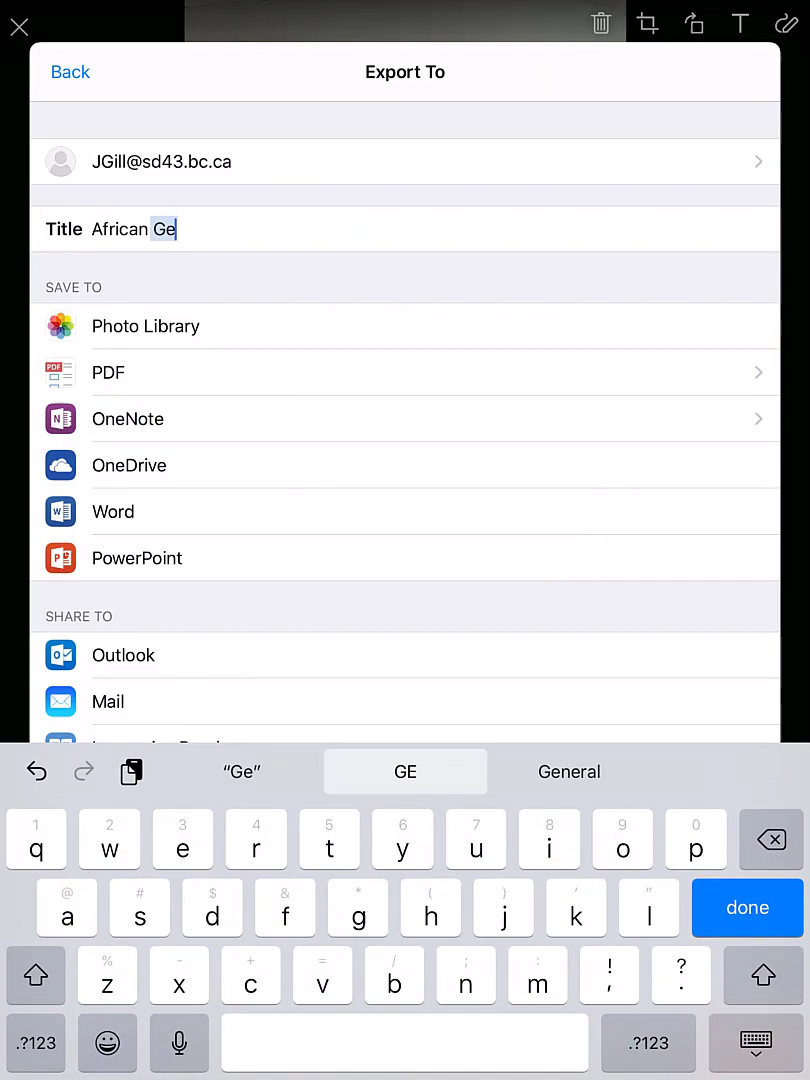 T
Back
Export To
JGill@sd43.bc.ca
Title African Ge
SAVE TO
Photo Library
PDF
PDF
N
OneNote
OneDrive
W
Word
P
PowerPoint
SHARE TO
O
Outlook
Mail
“Ge”
GE
General
1 2 3 4 5 6 7 8 9 0
q w e r t y u i o p
@ # $ & * ( ) ' "
a s d f g h j k l
done
% - + = / ; : ! ?
z x c v b n m , .
.?123
.?123